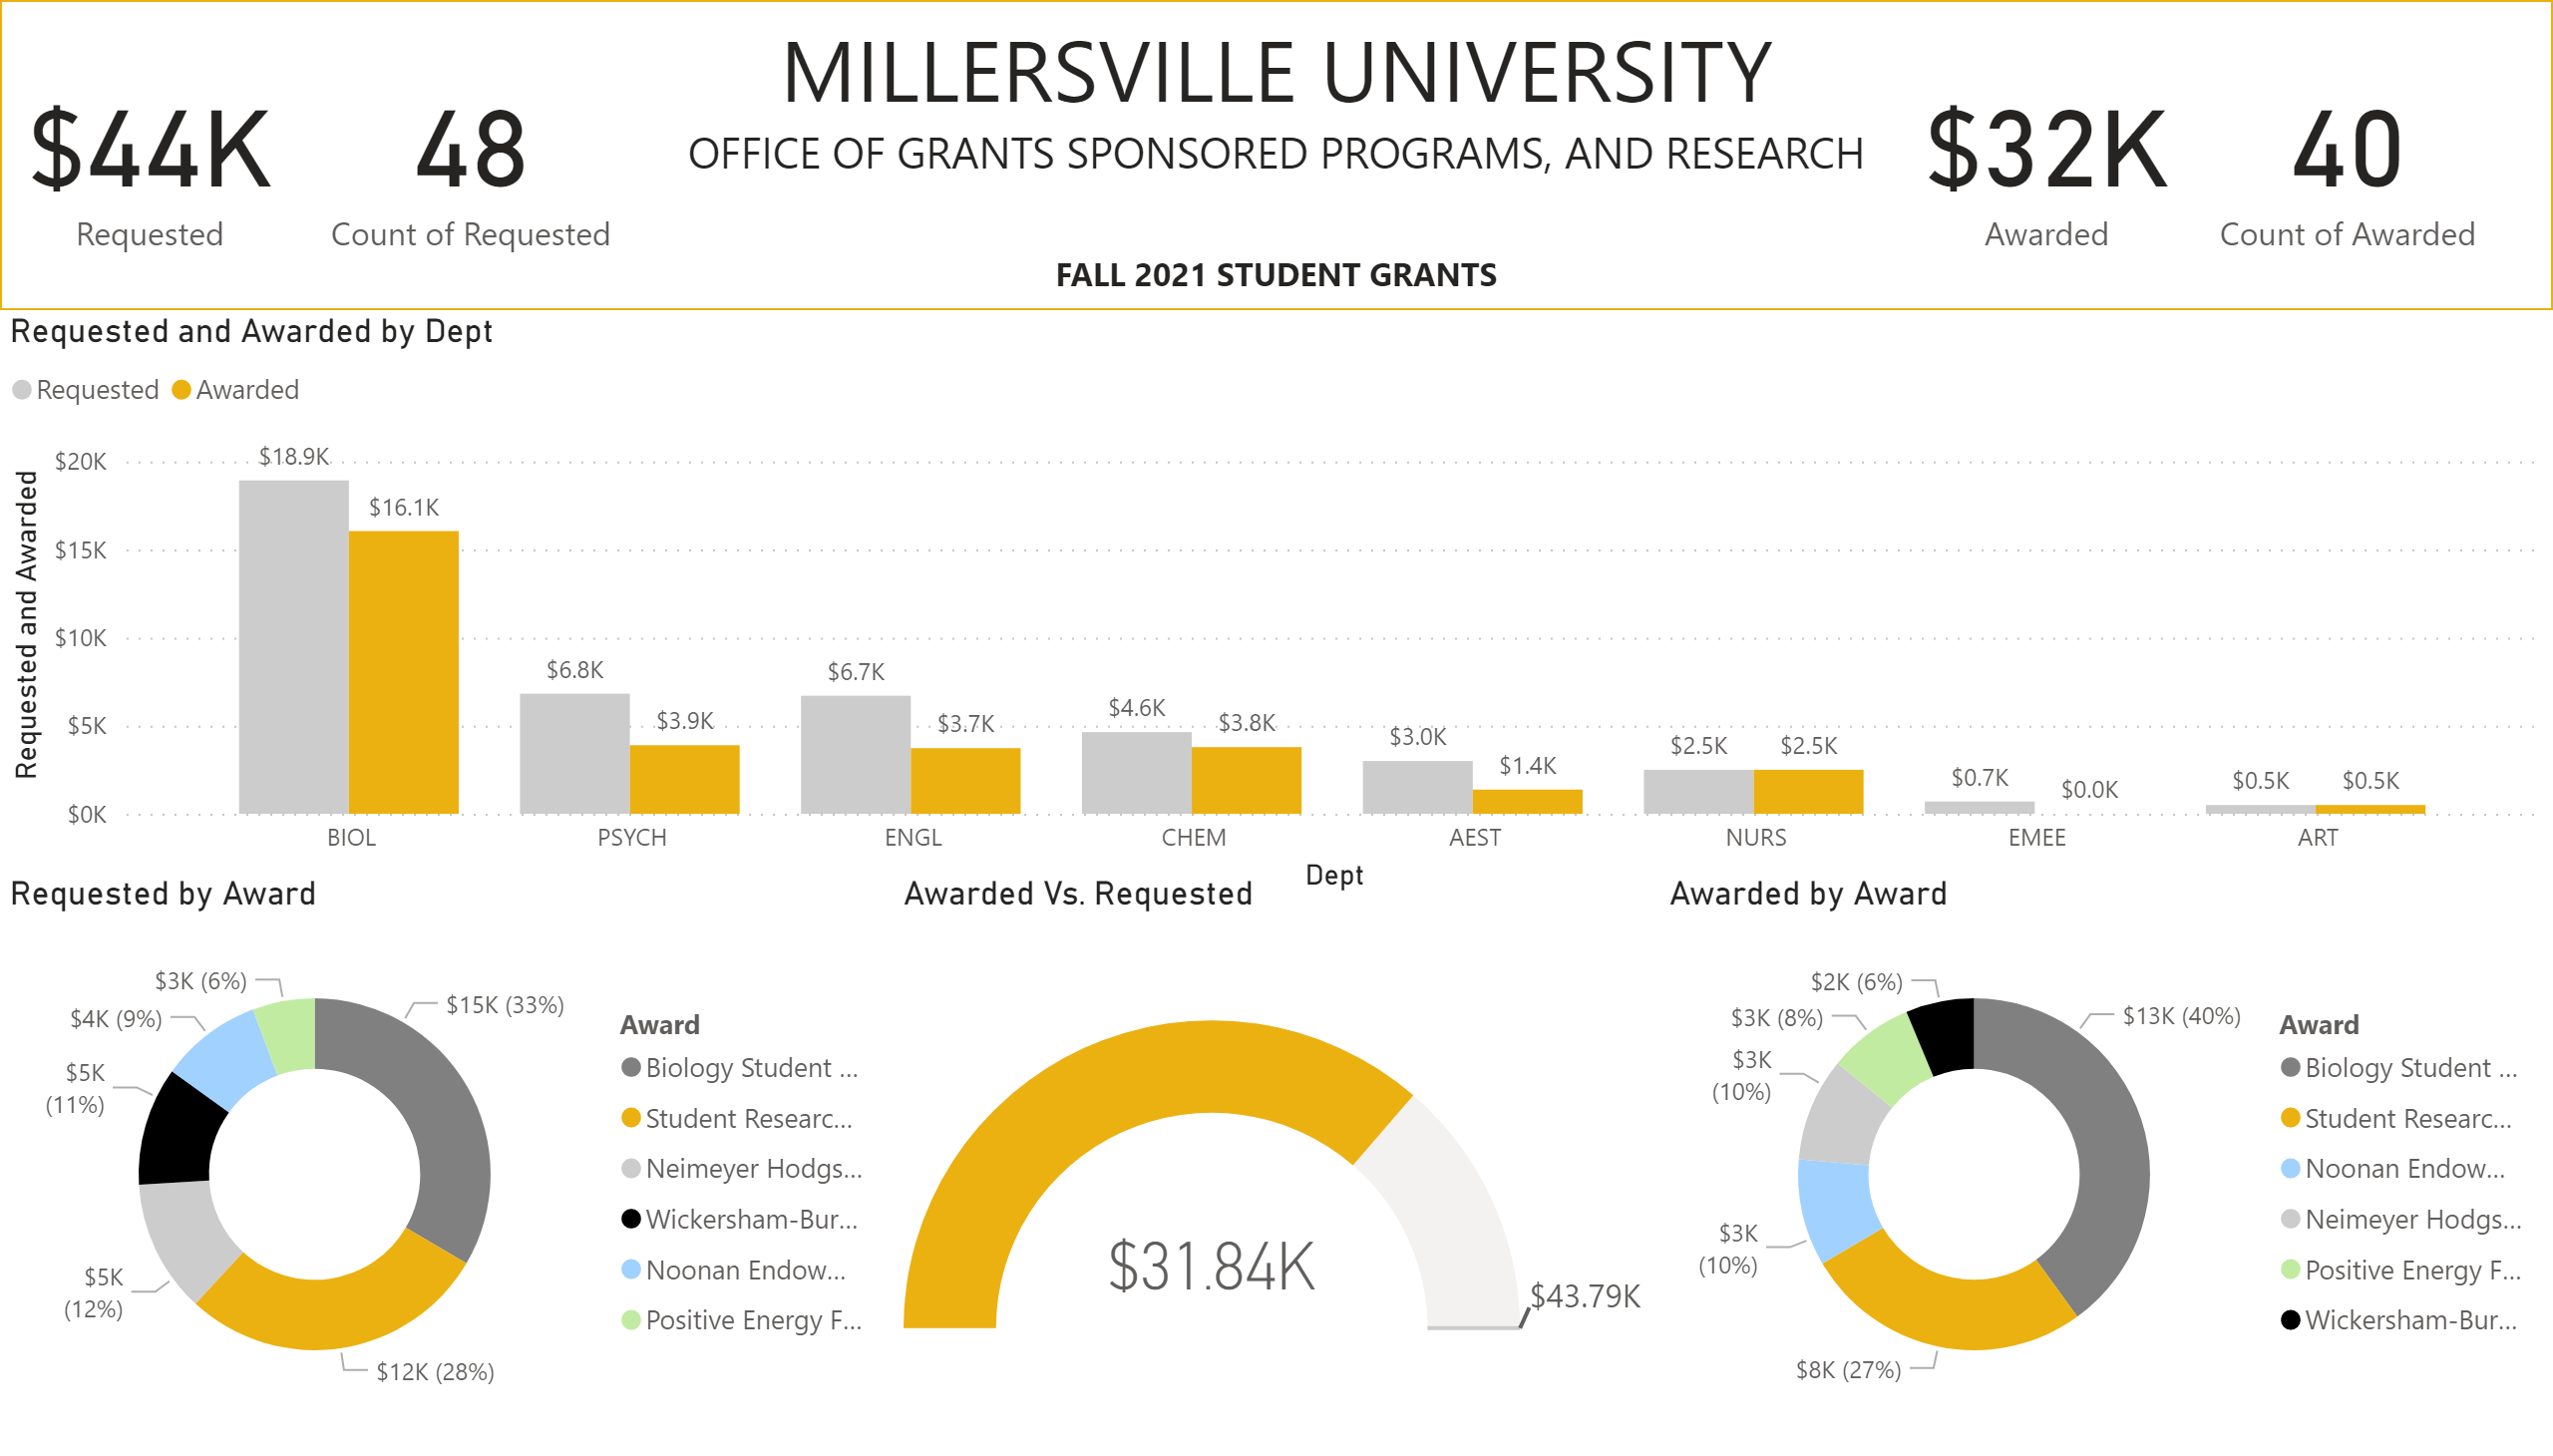 MILLERSVILLE UNIVERSITY
OFFICE OF GRANTS SPONSORED PROGRAMS, AND RESEARCH
FALL 2021 STUDENT GRANTS
$44K
Requested
48
Count of Requested
$32K
Awarded
40
Count of Awarded
Requested and Awarded by Dept
Requested Awarded
Requested and Awarded
$20K
$15K
$10K
$5K
$0K
$18.9K $16.1K
$6.8K $3.9K
$6.7K $3.7K
$4.6K $3.8K
$3.0K $1.4K
$2.5K $2.5K
$0.7K $0.0K
$0.5K $0.5K
BIOL PSYCH ENGL CHEM AEST NURS EMEE ART
Dept
Requested by Award
$15K (33%)
$12K (28%)
$5K
(12%)
$5K
(11%)
$4K (9%)
$3K (6%)
Award
Biology Student ...
Student Researc...
Neimeyer Hodgs...
Wickersham-Bur...
Noonan Endow...
Positive Energy F...
Awarded Vs. Requested
$31.84K
$43.79K
Awarded by Award
$13K (40%)
$8K (27%)
$3K
(10%)
$3K
(10%)
$3K (8%)
$2K (6%)
Award
Biology Student ...
Student Researc...
Noonan Endow...
Neimeyer Hodgs...
Positive Energy F...
Wickersham-Bur...